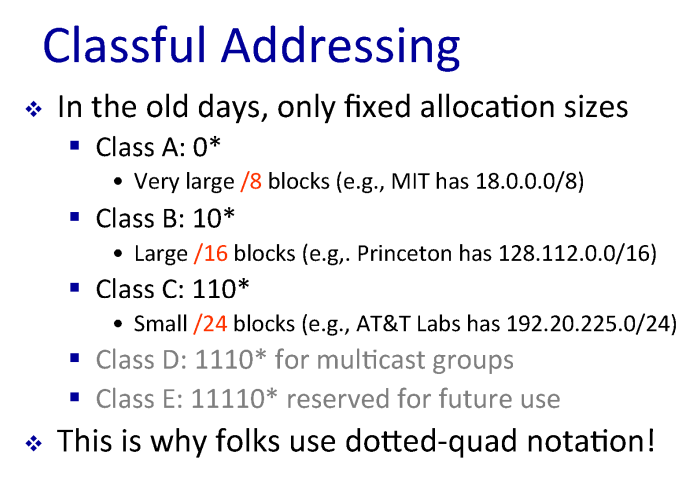 Classful Addressing
❖ In the old days, only fixed allocation sizes
▪ Class A: 0*
• Very large /8 blocks (e.g., MIT has 18.0.0.0/8)
▪ Class B: 10*
• Large /16 blocks (e.g,. Princeton has 128.112.0.0/16)
▪ Class C: 110*
• Small /24 blocks (e.g., AT&T Labs has 192.20.225.0/24)
▪ Class D: 1110* for multicast groups
▪ Class E: 11110* reserved for future use
❖ This is why folks use dotted-quad notation!